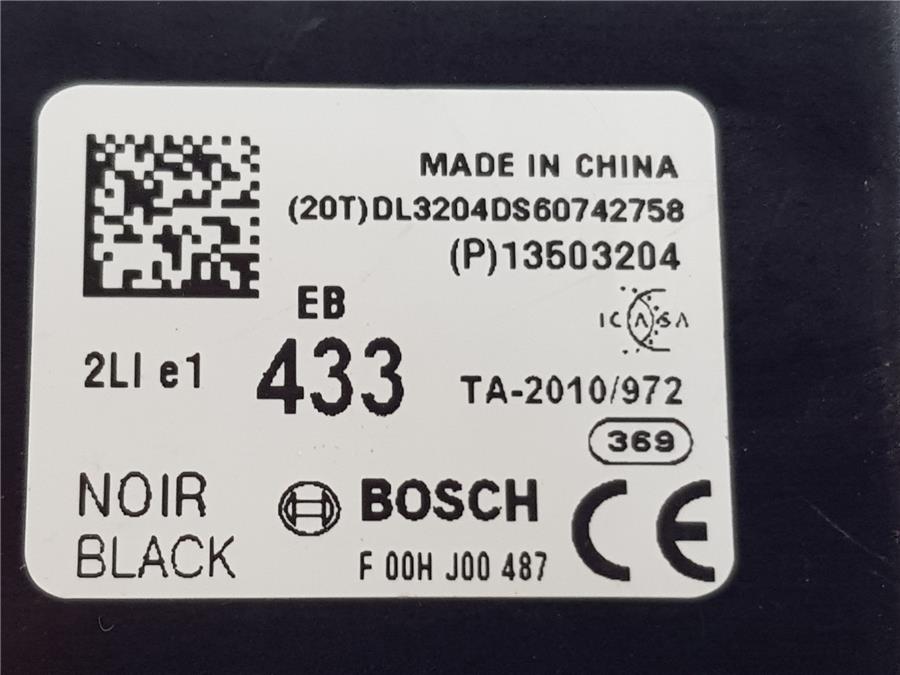 MADE IN CHINA
(20T)DL3204DS60742758
(P)13503204
EB
ICASA
2LI e1
433
TA-2010/972
369
NOIR
BLACK
BOSCH
F 00H J00 487
CE